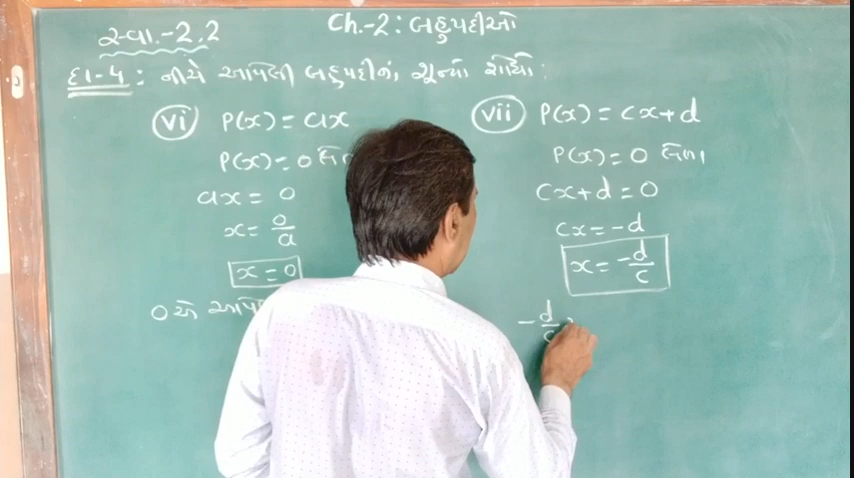 Ch.-2: બહુપદીઓ
સ્વા.-2.2
દા-4: નીચે આપેલી બહુપદીનાં શૂન્યો શોધો:
vi P(x) = ax
P(x) = 0
ax = 0
x = 0/a
x = 0
0 એ
vii P(x) = cx+d
P(x) = 0 લેતા
cx+d = 0
cx = -d
x = -d/c
-d/c